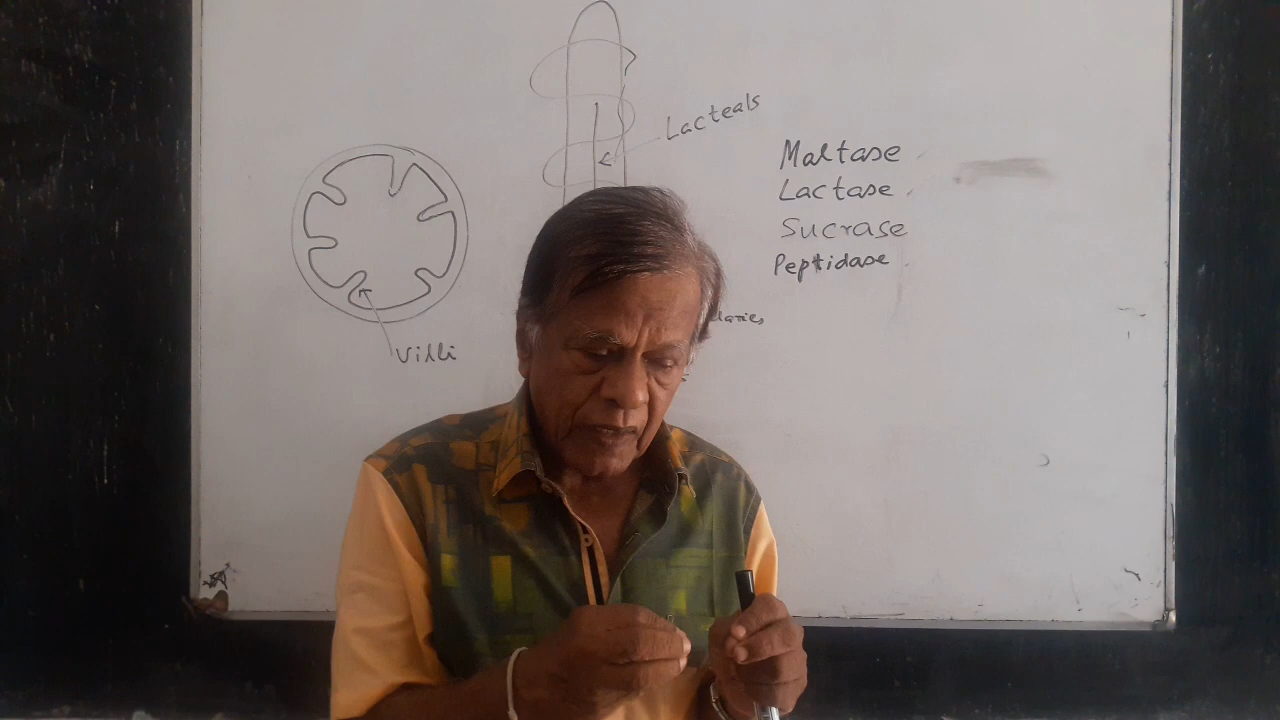 Lacteals
Maltase
Lactase
Sucrase
Peptidase
Villi